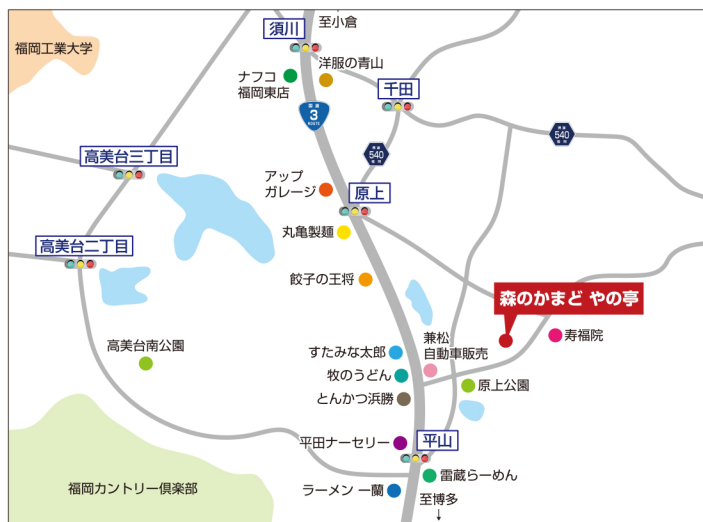 至小倉
須川
福岡工業大学
洋服の青山
ナフコ
福岡東店
千田
国道
3
ROUTE
540
540
高美台三丁目
アップ
ガレージ
原上
丸亀製麺
高美台二丁目
餃子の王将
森のかまど やの亭
寿福院
兼松
自動車販売
高美台南公園
すたみな太郎
牧のうどん
原上公園
とんかつ浜勝
平田ナーセリー
平山
雷蔵らーめん
福岡カントリー倶楽部
ラーメン 一蘭
至博多
↓